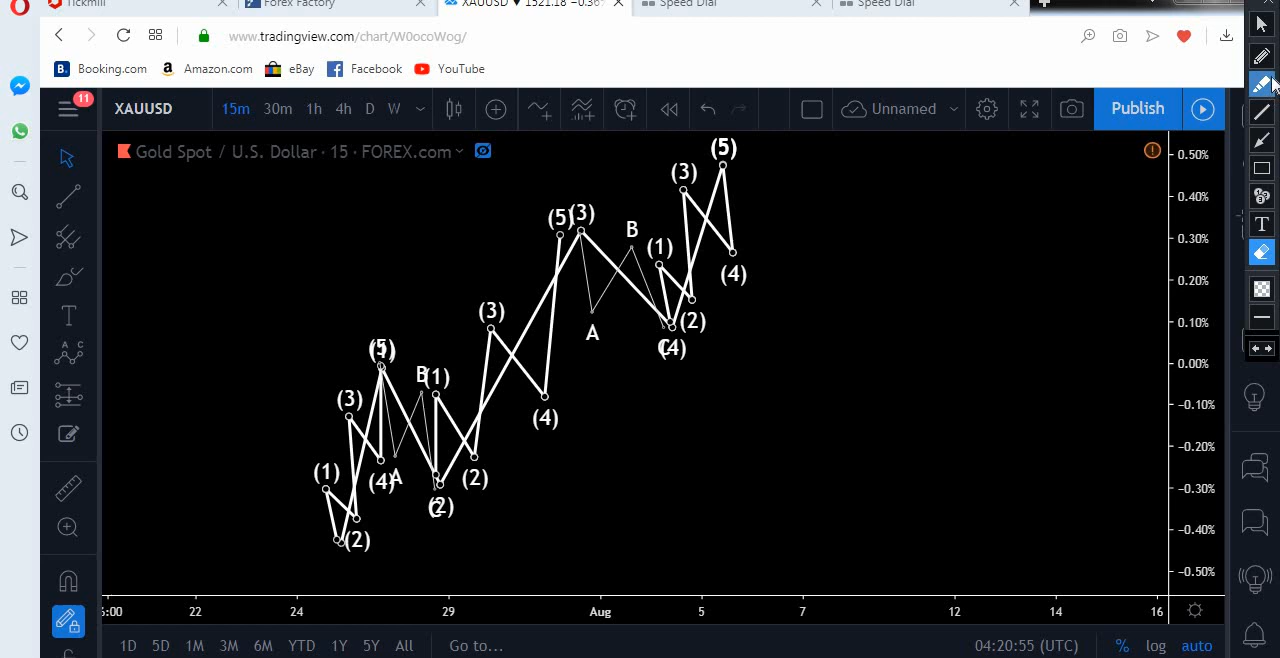 Tickmill
Forex Factory
XAUUSD ▼ 1521.18 −0.36
Speed Dial
Speed Dial
www.tradingview.com/chart/W0ocoWog/
B. Booking.com
a Amazon.com
eBay
Facebook
YouTube
11
XAUUSD
15m 30m 1h 4h D W
Unnamed
Publish
Gold Spot / U.S. Dollar · 15 · FOREX.com
(5)
0.50%
(3)
0.40%
(5)
(3)
B
(1)
0.30%
(4)
0.20%
(2)
0.10%
A
C
(4)
(3)
(5)
(1)
0.00%
B
(1)
(3)
−0.10%
(4)
−0.20%
(1)
(4)
A
(2)
−0.30%
C
(2)
−0.40%
(2)
−0.50%
22 24 29 Aug 5 7 12 14 16
1D 5D 1M 3M 6M YTD 1Y 5Y All Go to...
04:20:55 (UTC) % log auto
A C
T
T